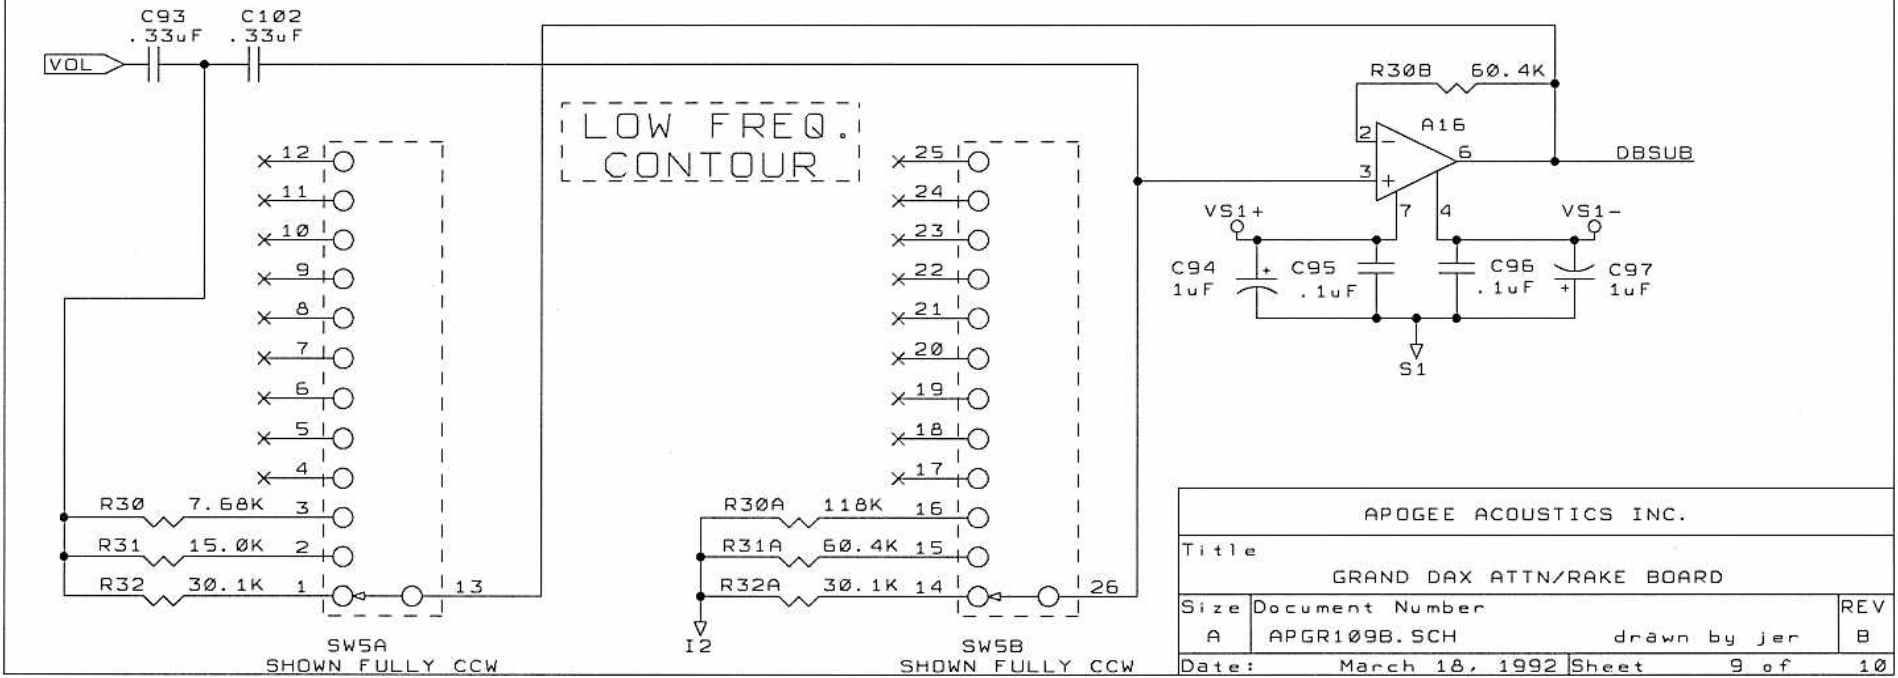 C93 C102
.33uF .33uF
VOL
R30B 60.4K
LOW FREQ.
CONTOUR
A16
2
-
6
DBSUB
3
+
7 4
VS1+ VS1-
12 25
11 24
10 23
9 22
8 21
7 20
6 19
5 18
4 17
C94 + C95 C96 C97
1uF .1uF .1uF + 1uF
S1
R30 7.68K 3
R31 15.0K 2
R32 30.1K 1 13
R30A 118K 16
R31A 60.4K 15
R32A 30.1K 14 26
I2
SW5A
SHOWN FULLY CCW
SW5B
SHOWN FULLY CCW
APOGEE ACOUSTICS INC.
Title
GRAND DAX ATTN/RAKE BOARD
Size Document Number REV
A APGR109B.SCH drawn by jer B
Date: March 18, 1992 Sheet 9 of 10